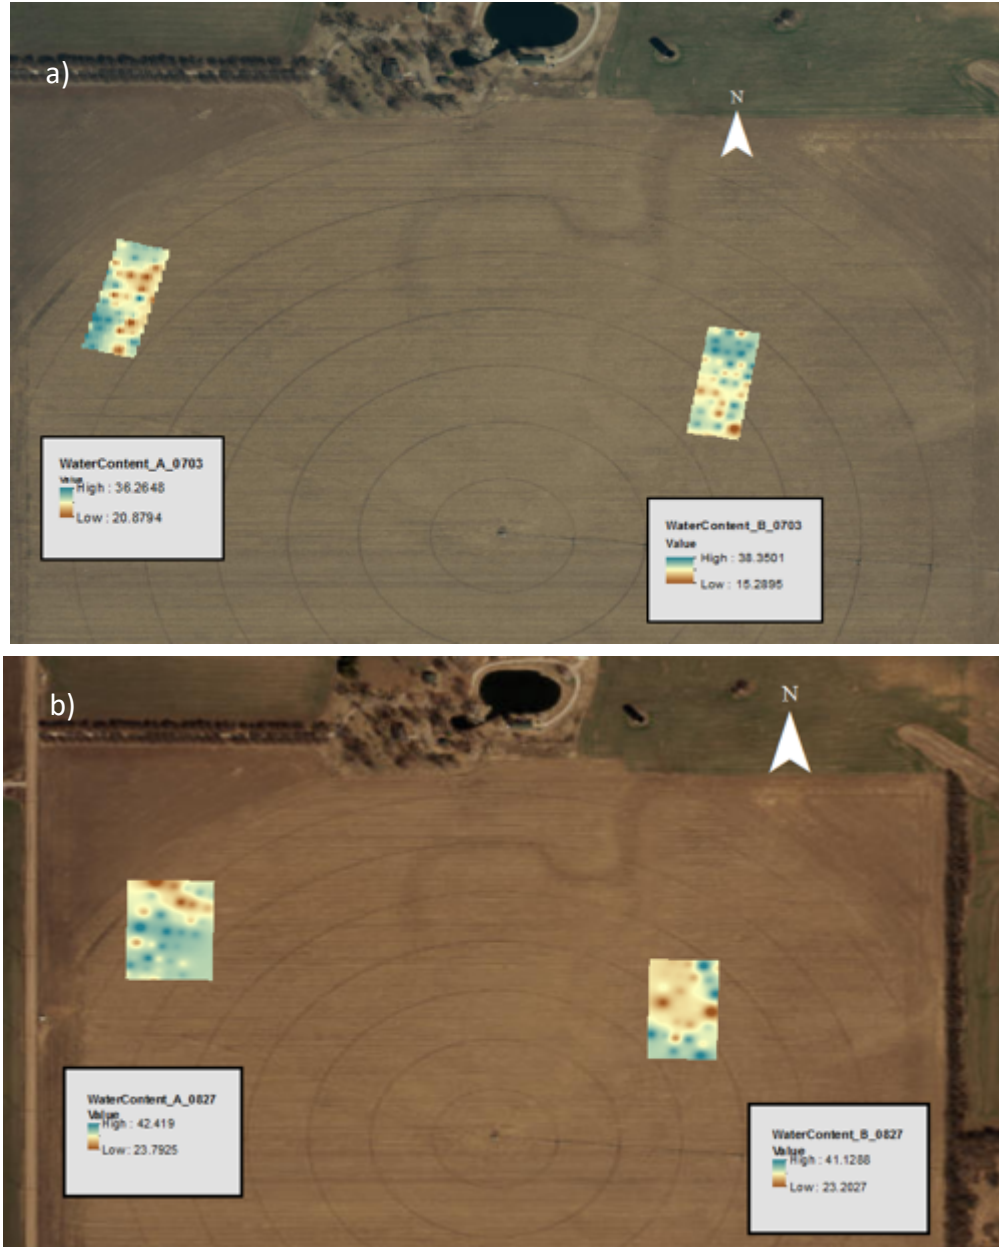 a)
N
WaterContent_A_0703
Value
High : 36.2648
Low : 20.8794
WaterContent_B_0703
Value
High : 38.3501
Low : 15.2895
b)
N
WaterContent_A_0827
Value
High : 42.419
Low : 23.7925
WaterContent_B_0827
Value
High : 41.1288
Low : 23.2027